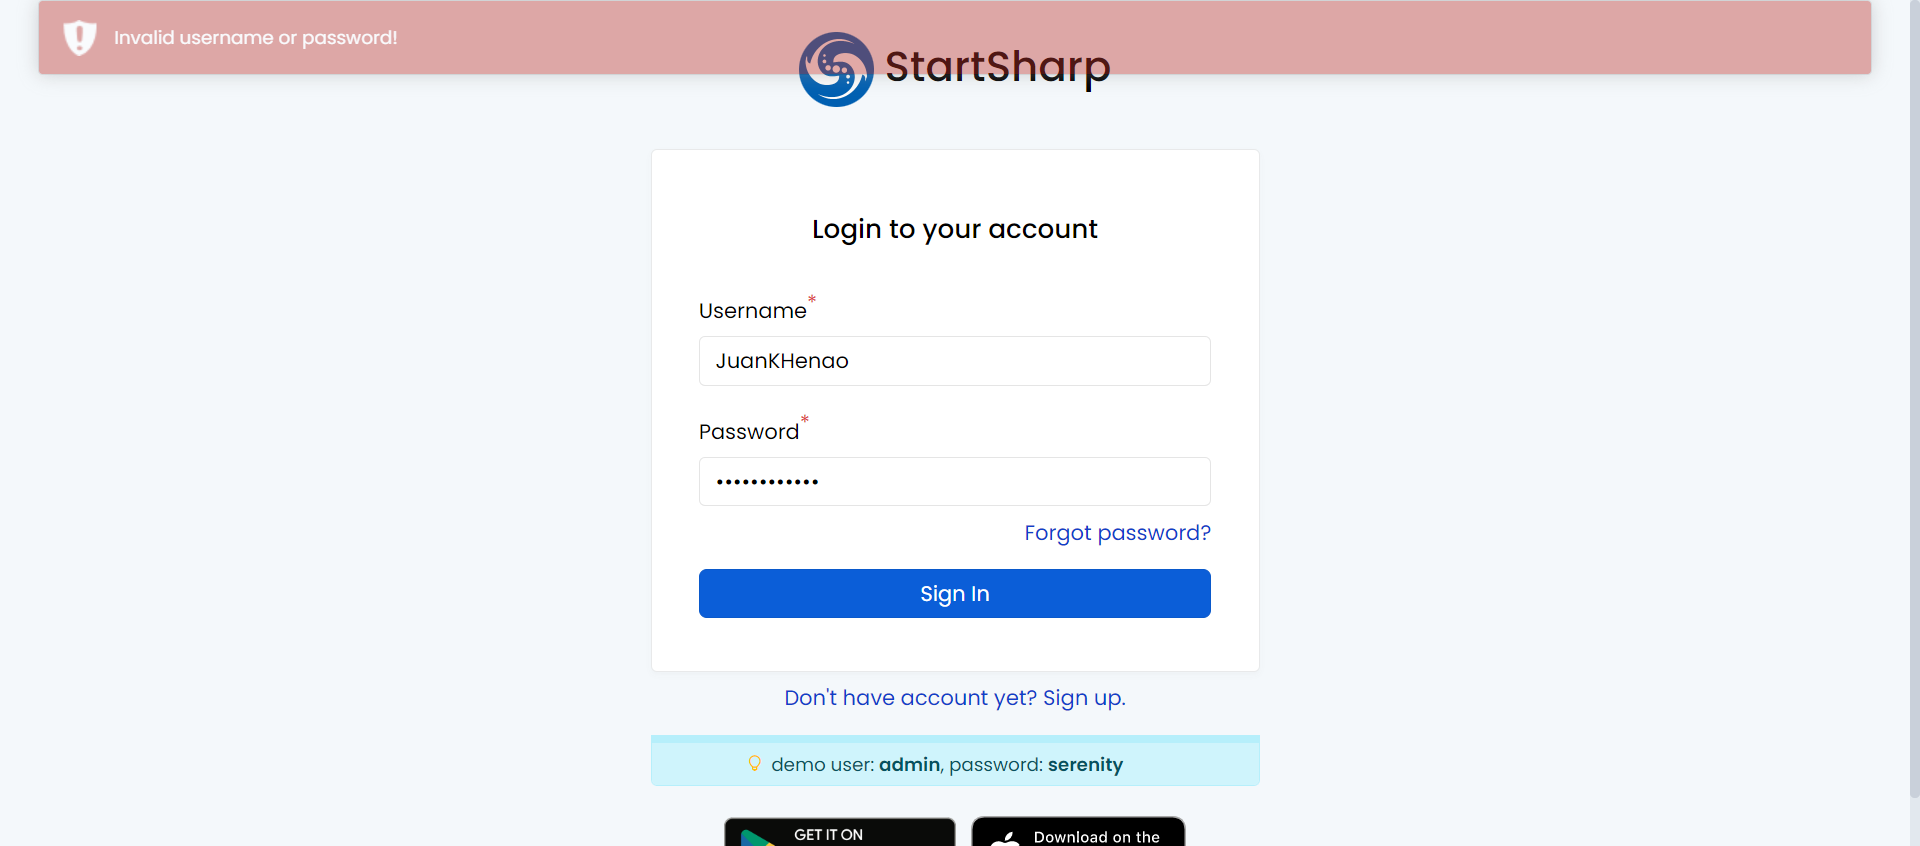 Invalid username or password!
StartSharp
Login to your account
Username*
JuanKHenao
Password*
••••••••••••
Forgot password?
Sign In
Don't have account yet? Sign up.
demo user: admin, password: serenity
GET IT ON
Download on the